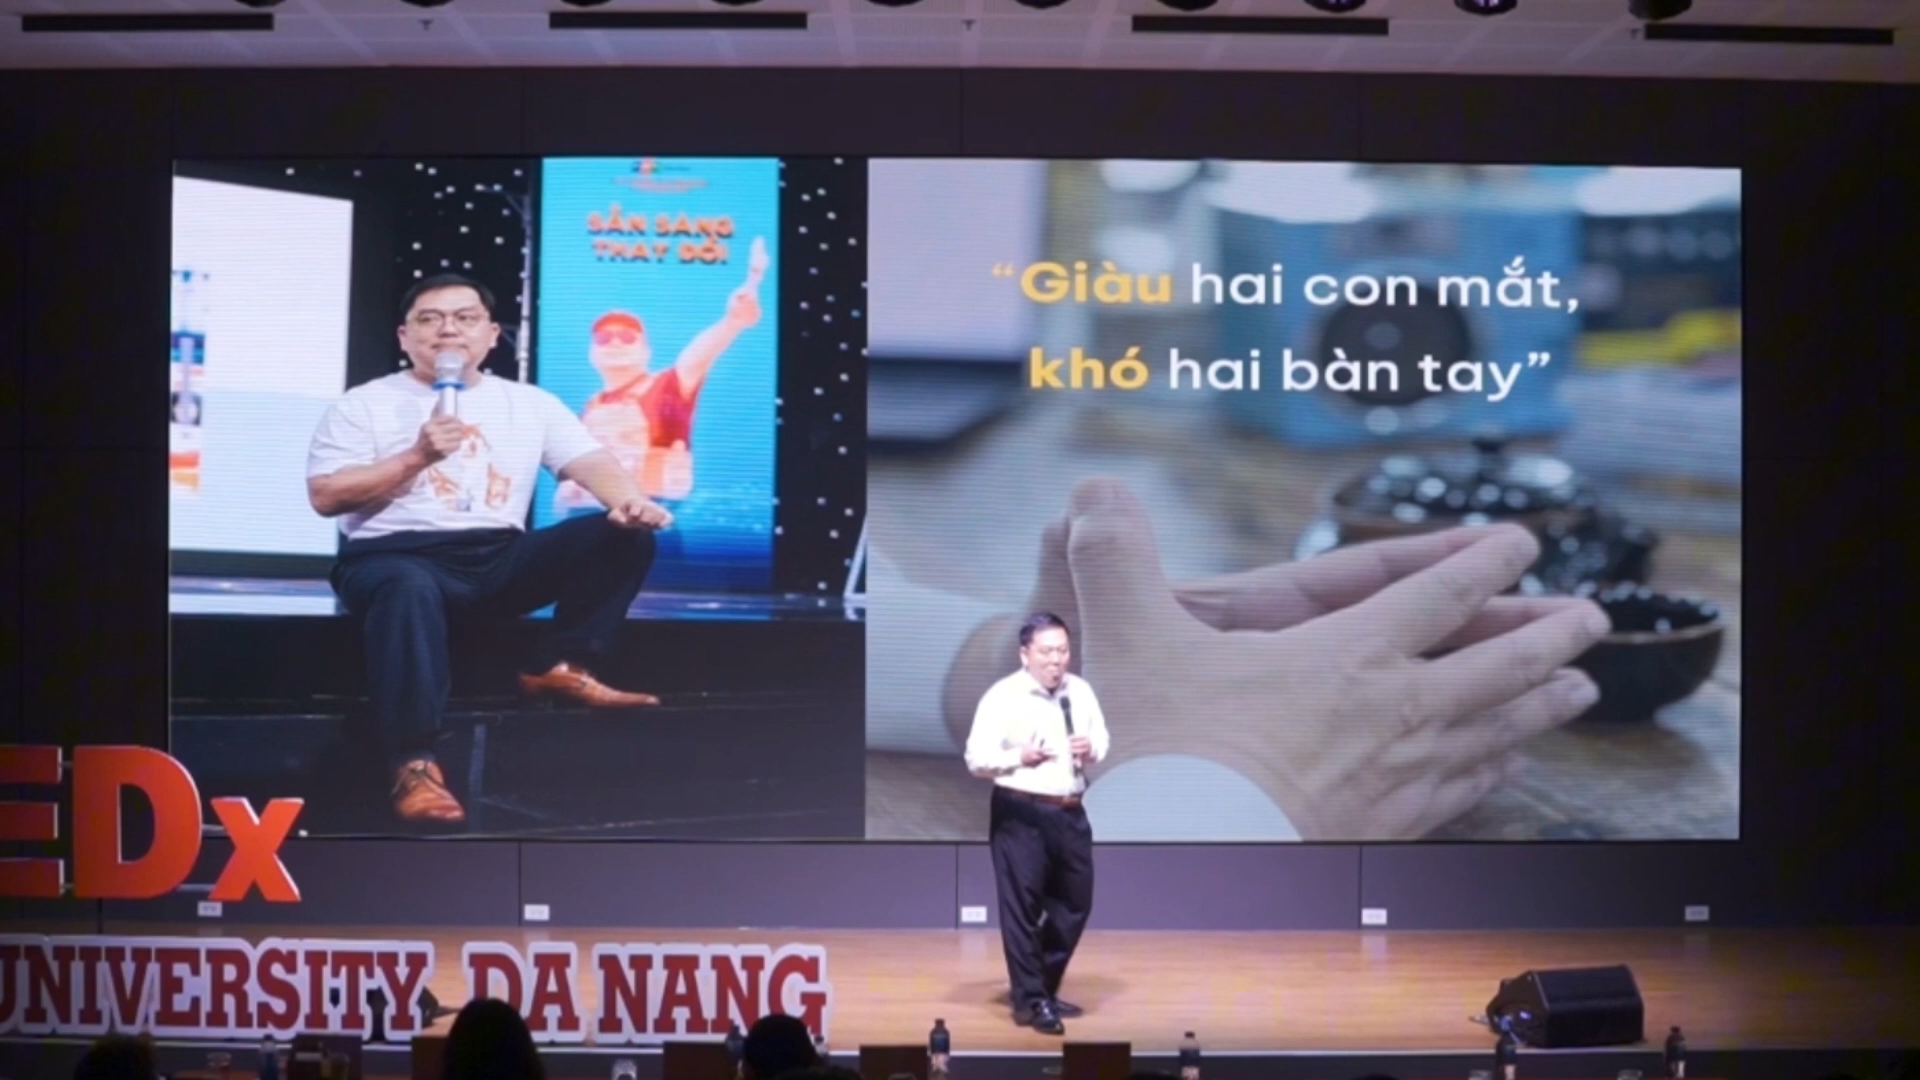 SẴN SÀNG
THAY ĐỔI
“Giàu hai con mắt,
khó hai bàn tay”
EDx
UNIVERSITY DA NANG